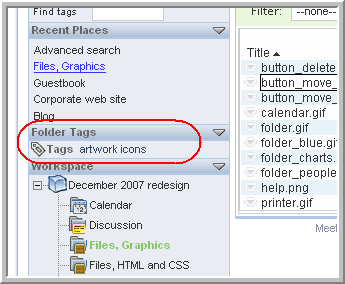 Find tags
Recent Places
Advanced search
Files, Graphics
Guestbook
Corporate web site
Blog
Folder Tags
Tags artwork icons
Workspace
December 2007 redesign
Calendar
Discussion
Files, Graphics
Files, HTML and CSS
Filter: --none--
Title
button_delete
button_move_
button_move_
calendar.gif
folder.gif
folder_blue.gi
folder_charts.
folder_people
help.png
printer.gif
Meet